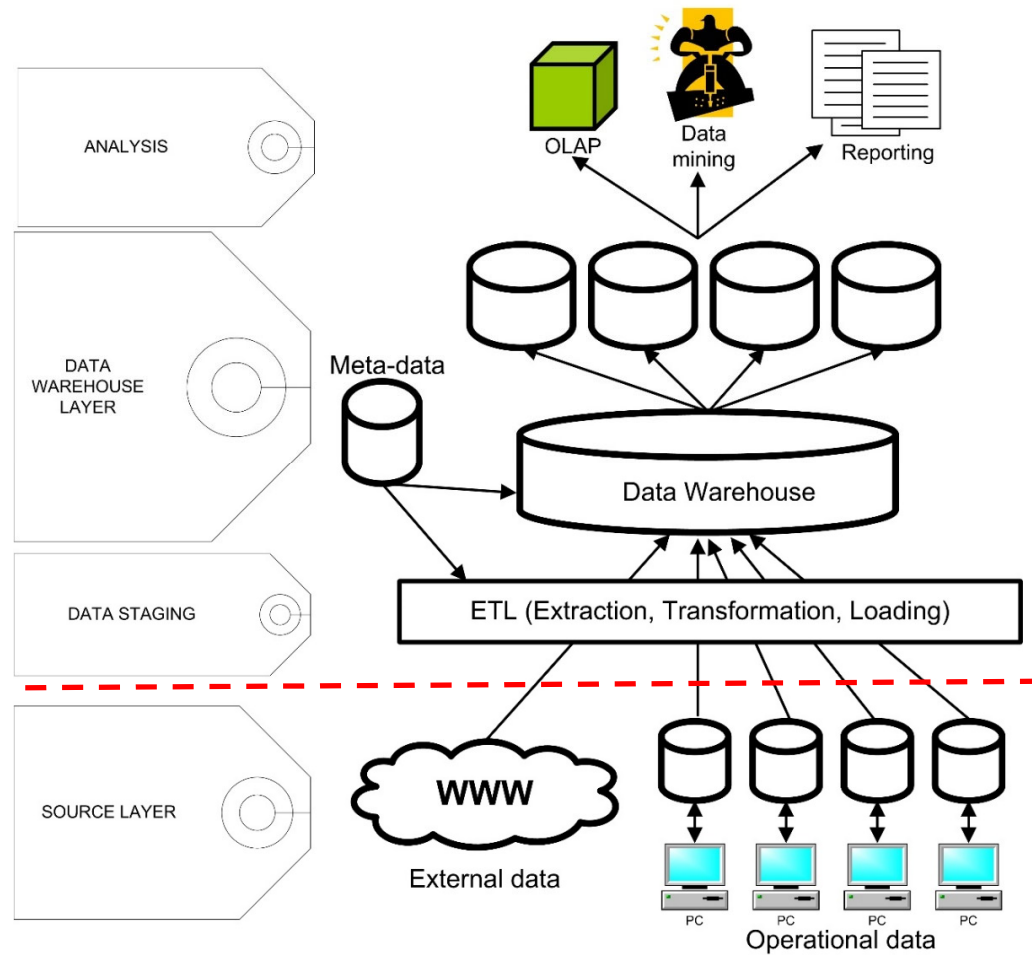 OLAP
Data
mining
Reporting
ANALYSIS
DATA
WAREHOUSE
LAYER
Meta-data
Data Warehouse
DATA STAGING
ETL (Extraction, Transformation, Loading)
SOURCE LAYER
WWW
External data
PC
PC
PC
PC
Operational data